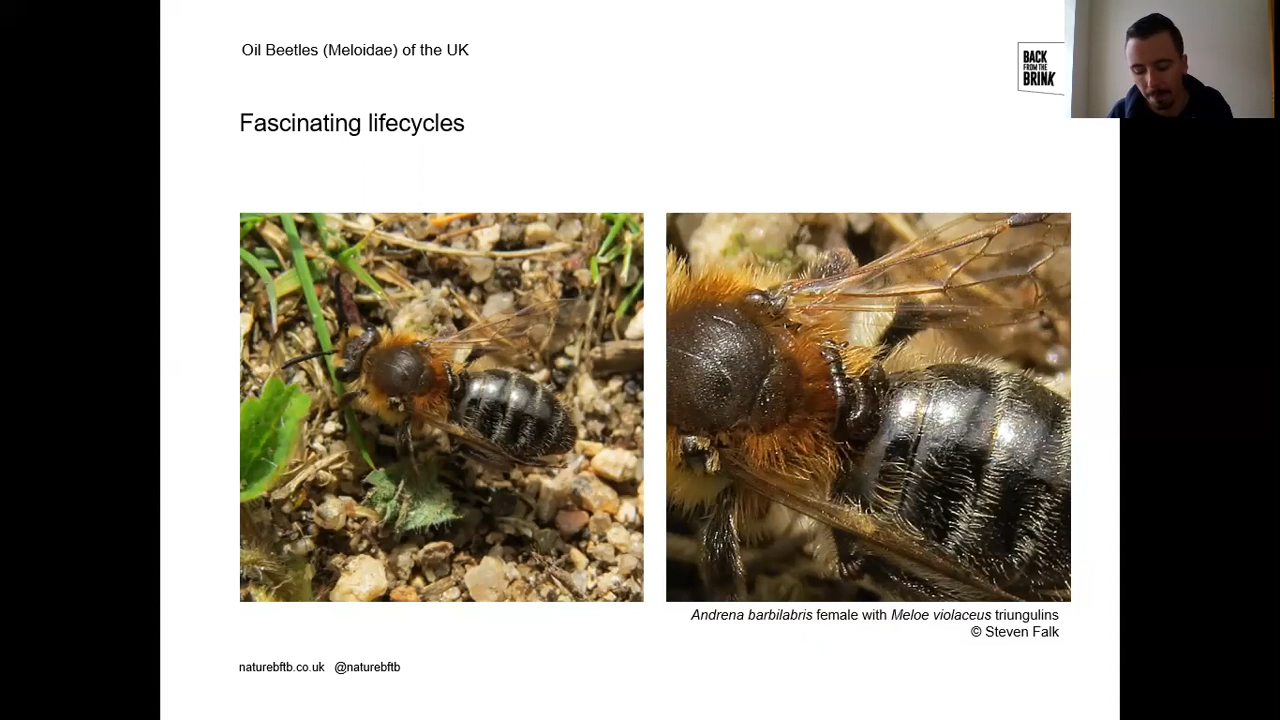 Oil Beetles (Meloidae) of the UK
BACK
FROM THE
BRINK
Fascinating lifecycles
Andrena barbilabris female with Meloe violaceus triungulins
© Steven Falk
naturebftb.co.uk @naturebftb